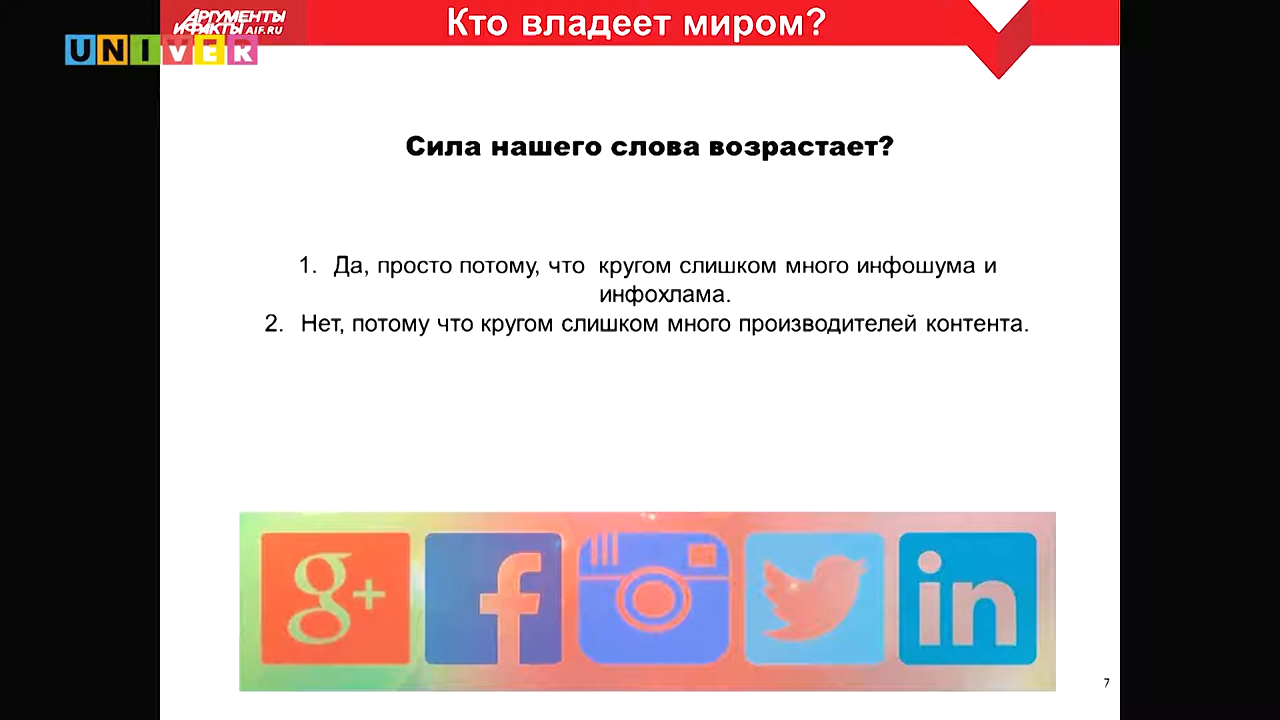 АРГУМЕНТЫ
И ФАКТЫ AIF.RU
UNIVER
Кто владеет миром?
Сила нашего слова возрастает?
1. Да, просто потому, что кругом слишком много инфошума и
инфохлама.
2. Нет, потому что кругом слишком много производителей контента.
g+ f in
7